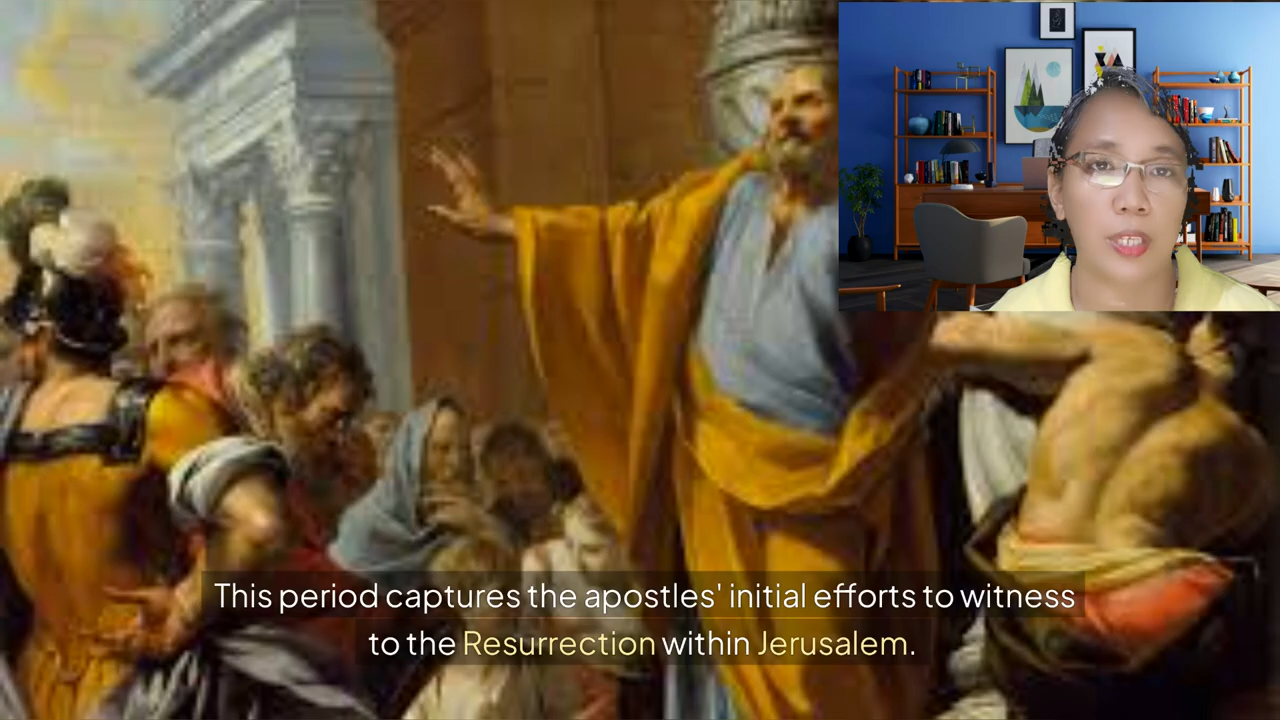 This period captures the apostles' initial efforts to witness
to the Resurrection within Jerusalem.